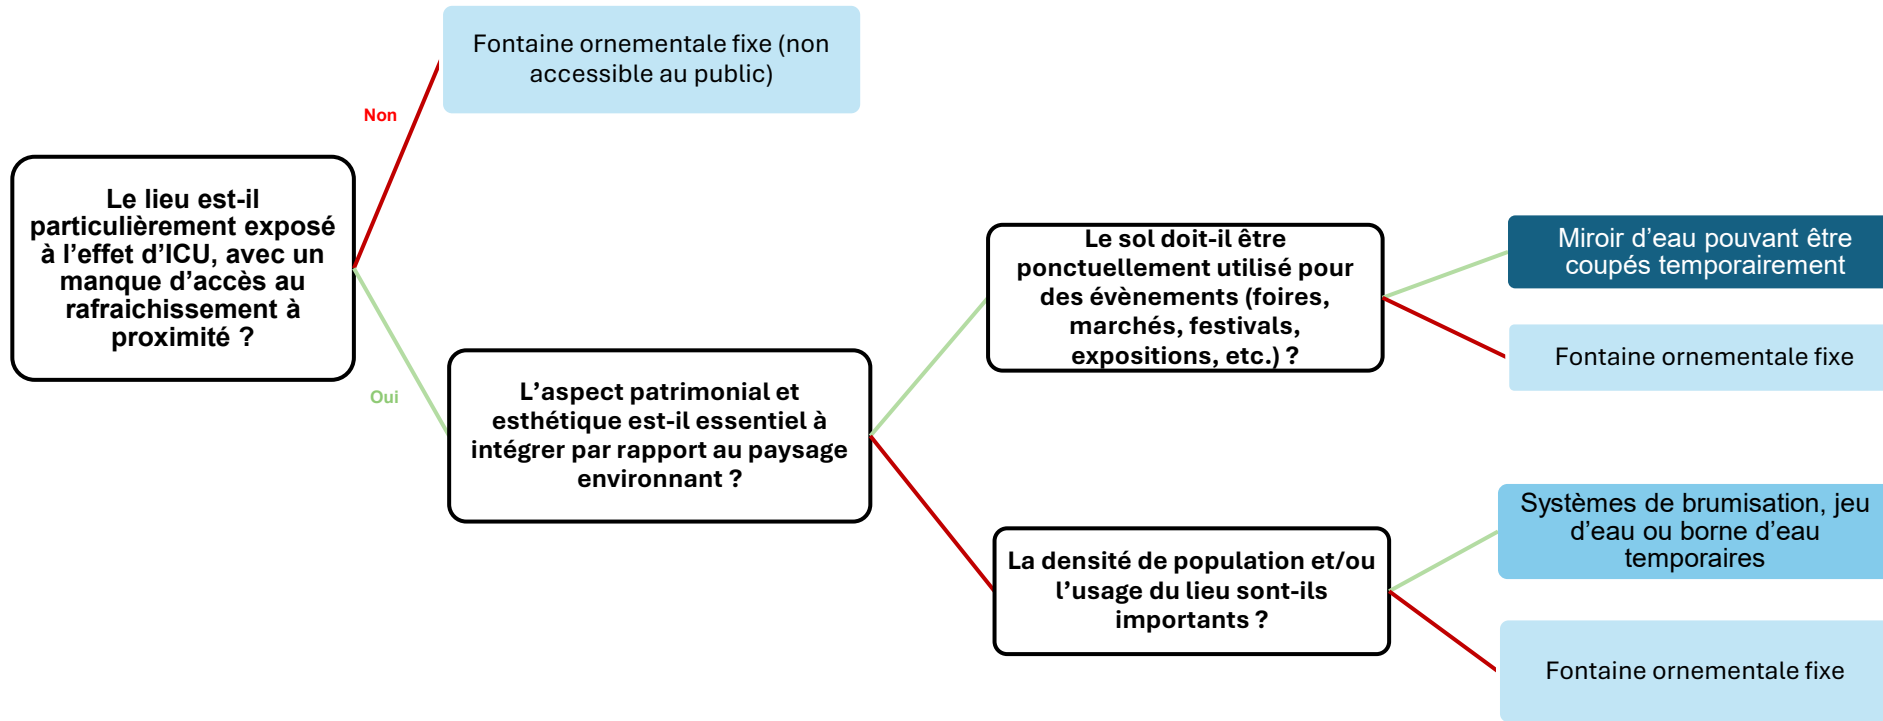 Fontaine ornementale fixe (non
accessible au public)
Non
Le lieu est-il
particulièrement exposé
à l’effet d’ICU, avec un
manque d’accès au
rafraichissement à
proximité ?
Oui
L’aspect patrimonial et
esthétique est-il essentiel à
intégrer par rapport au paysage
environnant ?
Le sol doit-il être
ponctuellement utilisé pour
des évènements (foires,
marchés, festivals,
expositions, etc.) ?
Miroir d’eau pouvant être
coupés temporairement
Fontaine ornementale fixe
La densité de population et/ou
l’usage du lieu sont-ils
importants ?
Systèmes de brumisation, jeu
d’eau ou borne d’eau
temporaires
Fontaine ornementale fixe